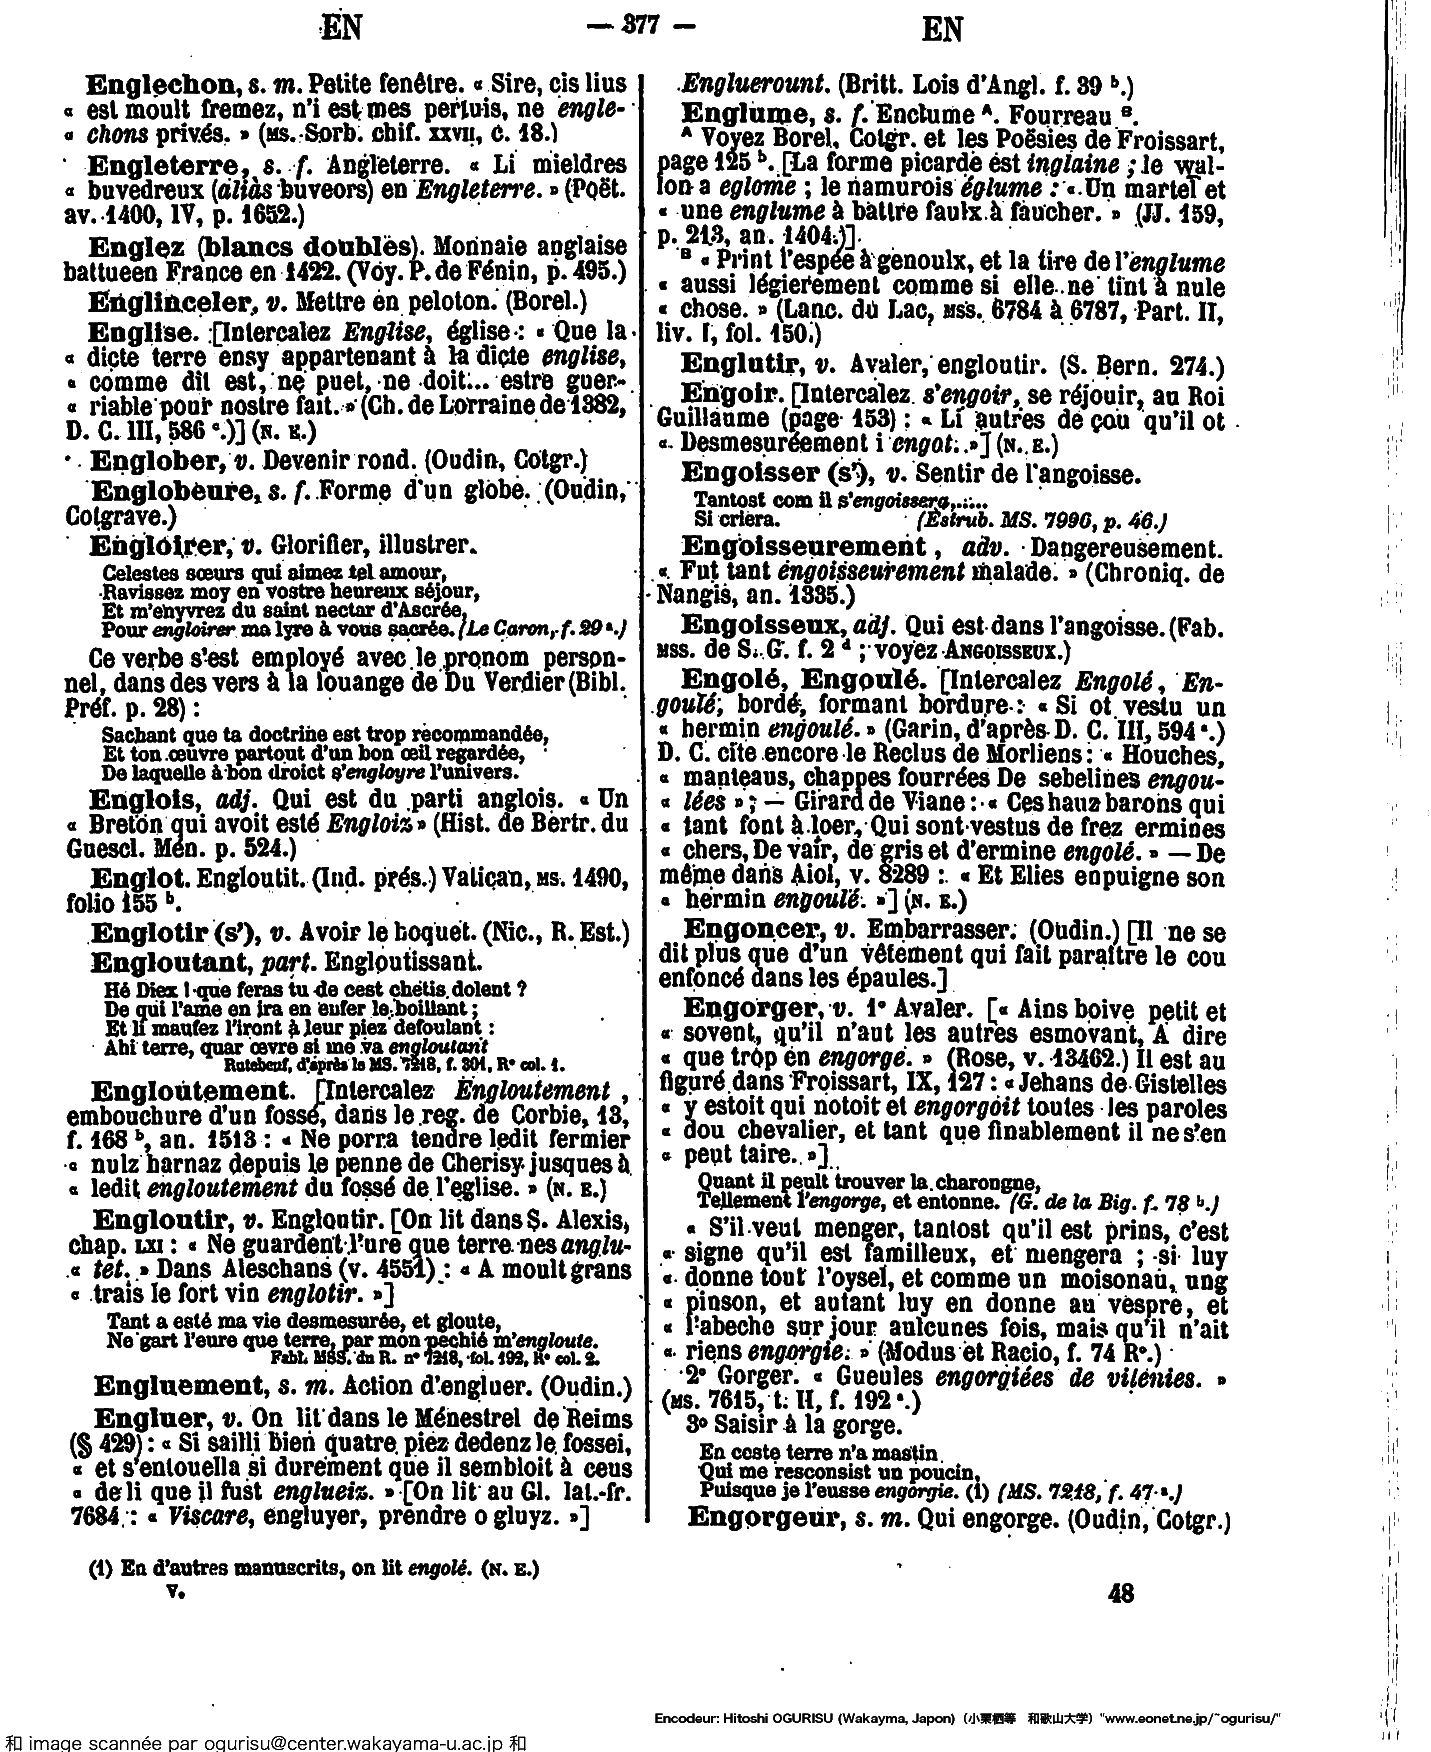 EN — 377 — EN
Englechon, s. m. Petite fenêtre. « Sire, cis lius
« est moult fremez, n'i est mes pertuis, ne engle-
« chons privés. » (MS. Sorb. chif. XXVII, C. 18.)
Engleterre, s. f. Angleterre. « Li mieldres
« buvedreux (aliàs buveors) en Engleterre. » (Poët.
av. 1400, IV, p. 1652.)
Englez (blancs doubles). Monnaie anglaise
battueen France en 1422. (Voy. P. de Fénin, p. 495.)
Englinceler, v. Mettre en peloton. (Borel.)
Englise. [Intercalez Englise, église : « Que la
« dicte terre ensy appartenant à la dicte englise,
« comme dit est, ne puet, ne doit... estre guer-
« riable pour nostre fait. » (Ch. de Lorraine de 1382,
D. C. III, 586 c.)] (N. E.)
Englober, v. Devenir rond. (Oudin, Cotgr.)
Englobeure, s. f. Forme d'un globe. (Oudin,
Cotgrave.)
Engloirer, v. Glorifier, illustrer.
Celestes sœurs qui aimez tel amour,
Ravissez moy en vostre heureux séjour,
Et m'enyvrez du saint nectar d'Ascrée,
Pour engloirer ma lyre à vous sacrée. (Le Caron, f. 29 a.)
Ce verbe s'est employé avec le pronom person-
nel, dans des vers à la louange de Du Verdier (Bibl.
Préf. p. 28) :
Sachant que ta doctrine est trop recommandée,
Et ton œuvre partout d'un bon œil regardée,
De laquelle à bon droict s'engloyre l'univers.
Englois, adj. Qui est du parti anglois. « Un
« Breton qui avoit esté Engloiz » (Hist. de Bertr. du
Guescl. Mén. p. 524.)
Englot. Engloutit. (Ind. prés.) Vatican, MS. 1490,
folio 155 b.
Englotir (s'), v. Avoir le hoquet. (Nic., R. Est.)
Engloutant, part. Engloutissant.
Hé Diex ! que feras tu de cest chetis dolent ?
De qui l'ame en ira en enfer le boillant ;
Et li maufez l'iront à leur piez defoulant :
Ahi terre, quar œvre si me va engloutant
Rutebeuf, d'après le MS. 7218, f. 301, R° col. 1.
Engloutement. [Intercalez Engloutement,
embouchure d'un fossé, dans le reg. de Corbie, 13,
f. 168 b, an. 1513 : « Ne porra tendre ledit fermier
« nulz harnaz depuis le penne de Cherisy jusques à
« ledit engloutement du fossé de l'eglise. » (N. E.)
Engloutir, v. Engloutir. [On lit dans S. Alexis,
chap. LXI : « Ne guardent l'ure que terre nes anglu-
« tet. » Dans Aleschans (v. 4551) : « A moult grans
« trais le fort vin englotir. »]
Tant a esté ma vie desmesurée, et gloute,
Ne gart l'eure que terre, par mon pechié m'engloute.
Fabl. MSS. du R. n° 7218, fol. 192, R° col. 2.
Engluement, s. m. Action d'engluer. (Oudin.)
Engluer, v. On lit dans le Ménestrel de Reims
(§ 429) : « Si sailli bien quatre piez dedenz le fossei,
« et s'entouella si durement que il sembloit à ceus
« de li que il fust englueiz. » [On lit au Gl. lat.-fr.
7684 : « Viscare, engluyer, prendre o gluyz. »]
Engluerount. (Britt. Lois d'Angl. f. 39 b.)
Englume, s. f. Enclume A. Fourreau B.
A Voyez Borel, Cotgr. et les Poësies de Froissart,
page 125 b. [La forme picarde est inglaine ; le wal-
lon a eglome ; le namurois églume : « Un martel et
« une englume à battre faulx à faucher. » (JJ. 159,
p. 213, an. 1404.)]
B « Print l'espée à genoulx, et la tire de l'englume
« aussi légierement comme si elle ne tint à nule
« chose. » (Lanc. du Lac, MSS. 6784 à 6787, Part. II,
liv. I, fol. 150.)
Englutir, v. Avaler, engloutir. (S. Bern. 274.)
Engoir. [Intercalez s'engoir, se réjouir, au Roi
Guillaume (page 153) : « Li autres de çou qu'il ot
« Desmesuréement i engot. »] (N. E.)
Engoisser (s'), v. Sentir de l'angoisse.
Tantost com il s'engoissera,.....
Si criera. (Estrub. MS. 7996, p. 46.)
Engoisseurement, adv. Dangereusement.
« Fut tant engoisseurement malade. » (Chroniq. de
Nangis, an. 1335.)
Engoisseux, adj. Qui est dans l'angoisse. (Fab.
MSS. de S. G. f. 2 d ; voyez ANGOISSEUX.)
Engolé, Engoulé. [Intercalez Engolé, En-
goulé, bordé, formant bordure : « Si ot vestu un
« hermin engoulé. » (Garin, d'après D. C. III, 594 a.)
D. C. cite encore le Reclus de Morliens : « Houches,
« manteaus, chappes fourrées De sebelines engou-
« lées » ; — Girard de Viane : « Ces hauz barons qui
« tant font à loer, Qui sont vestus de frez ermines
« chers, De vair, de gris et d'ermine engolé. » — De
même dans Aiol, v. 8289 : « Et Elies enpuigne son
« hermin engoulé. »] (N. E.)
Engoncer, v. Embarrasser. (Oudin.) [Il ne se
dit plus que d'un vêtement qui fait paraître le cou
enfoncé dans les épaules.]
Engorger, v. 1° Avaler. [« Ains boive petit et
« sovent, qu'il n'aut les autres esmovant, A dire
« que trop en engorge. » (Rose, v. 13462.) Il est au
figuré dans Froissart, IX, 127 : « Jehans de Gistelles
« y estoit qui notoit et engorgoit toutes les paroles
« dou chevalier, et tant que finablement il ne s'en
« peut taire. »]
Quant il peult trouver la charongne,
Tellement l'engorge, et entonne. (G. de la Big. f. 78 b.)
« S'il veut menger, tantost qu'il est prins, c'est
« signe qu'il est familleux, et mengera ; si luy
« donne tout l'oysel, et comme un moisonau, ung
« pinson, et autant luy en donne au vespre, et
« l'abeche sur jour aulcunes fois, mais qu'il n'ait
« riens engorgie. » (Modus et Racio, f. 74 R°.)
2° Gorger. « Gueules engorgiées de vilenies. »
(MS. 7615, t. II, f. 192 a.)
3° Saisir à la gorge.
En ceste terre n'a mastin
Qui me resconsist un poucin,
Puisque je l'eusse engorgie. (1) (MS. 7218, f. 47 a.)
Engorgeur, s. m. Qui engorge. (Oudin, Cotgr.)
(1) En d'autres manuscrits, on lit engolé. (N. E.)
V. 48
Encodeur: Hitoshi OGURISU (Wakayma, Japon) (小栗栖等 和歌山大学) "www.eonet.ne.jp/~ogurisu/"
和 image scannée par ogurisu@center.wakayama-u.ac.jp 和